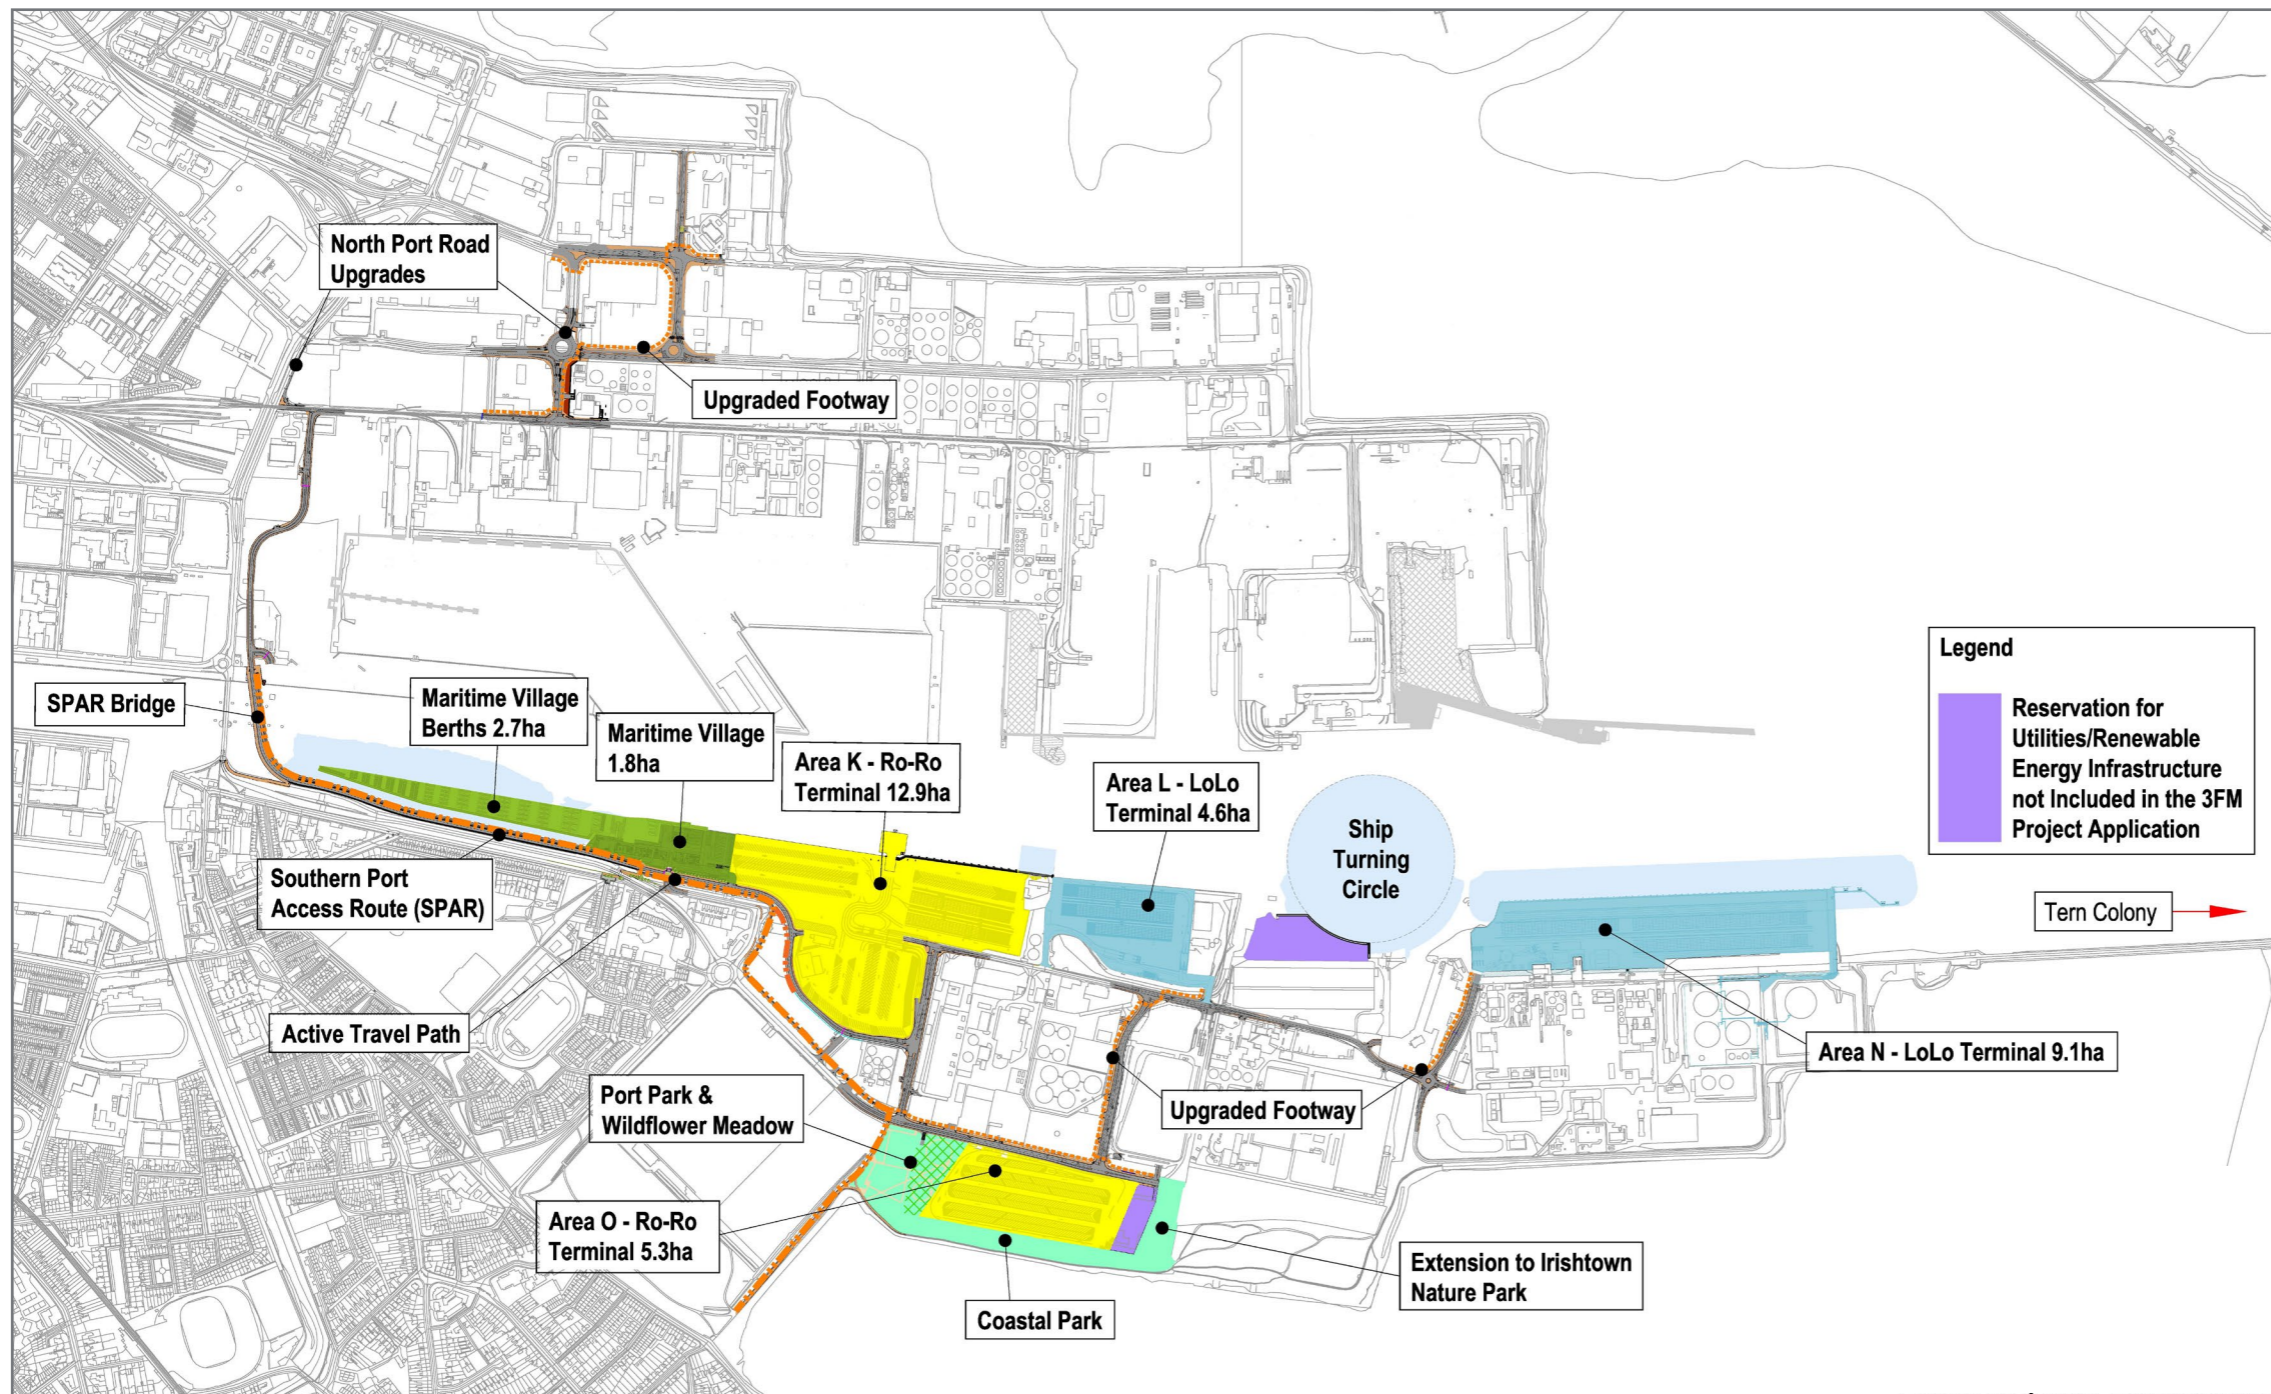 North Port Road
Upgrades
Upgraded Footway
SPAR Bridge
Maritime Village
Berths 2.7ha
Maritime Village
1.8ha
Area K - Ro-Ro
Terminal 12.9ha
Area L - LoLo
Terminal 4.6ha
Ship
Turning
Circle
Legend
Reservation for
Utilities/Renewable
Energy Infrastructure
not Included in the 3FM
Project Application
Southern Port
Access Route (SPAR)
Tern Colony
Active Travel Path
Area N - LoLo Terminal 9.1ha
Port Park &
Wildflower Meadow
Upgraded Footway
Area O - Ro-Ro
Terminal 5.3ha
Extension to Irishtown
Nature Park
Coastal Park